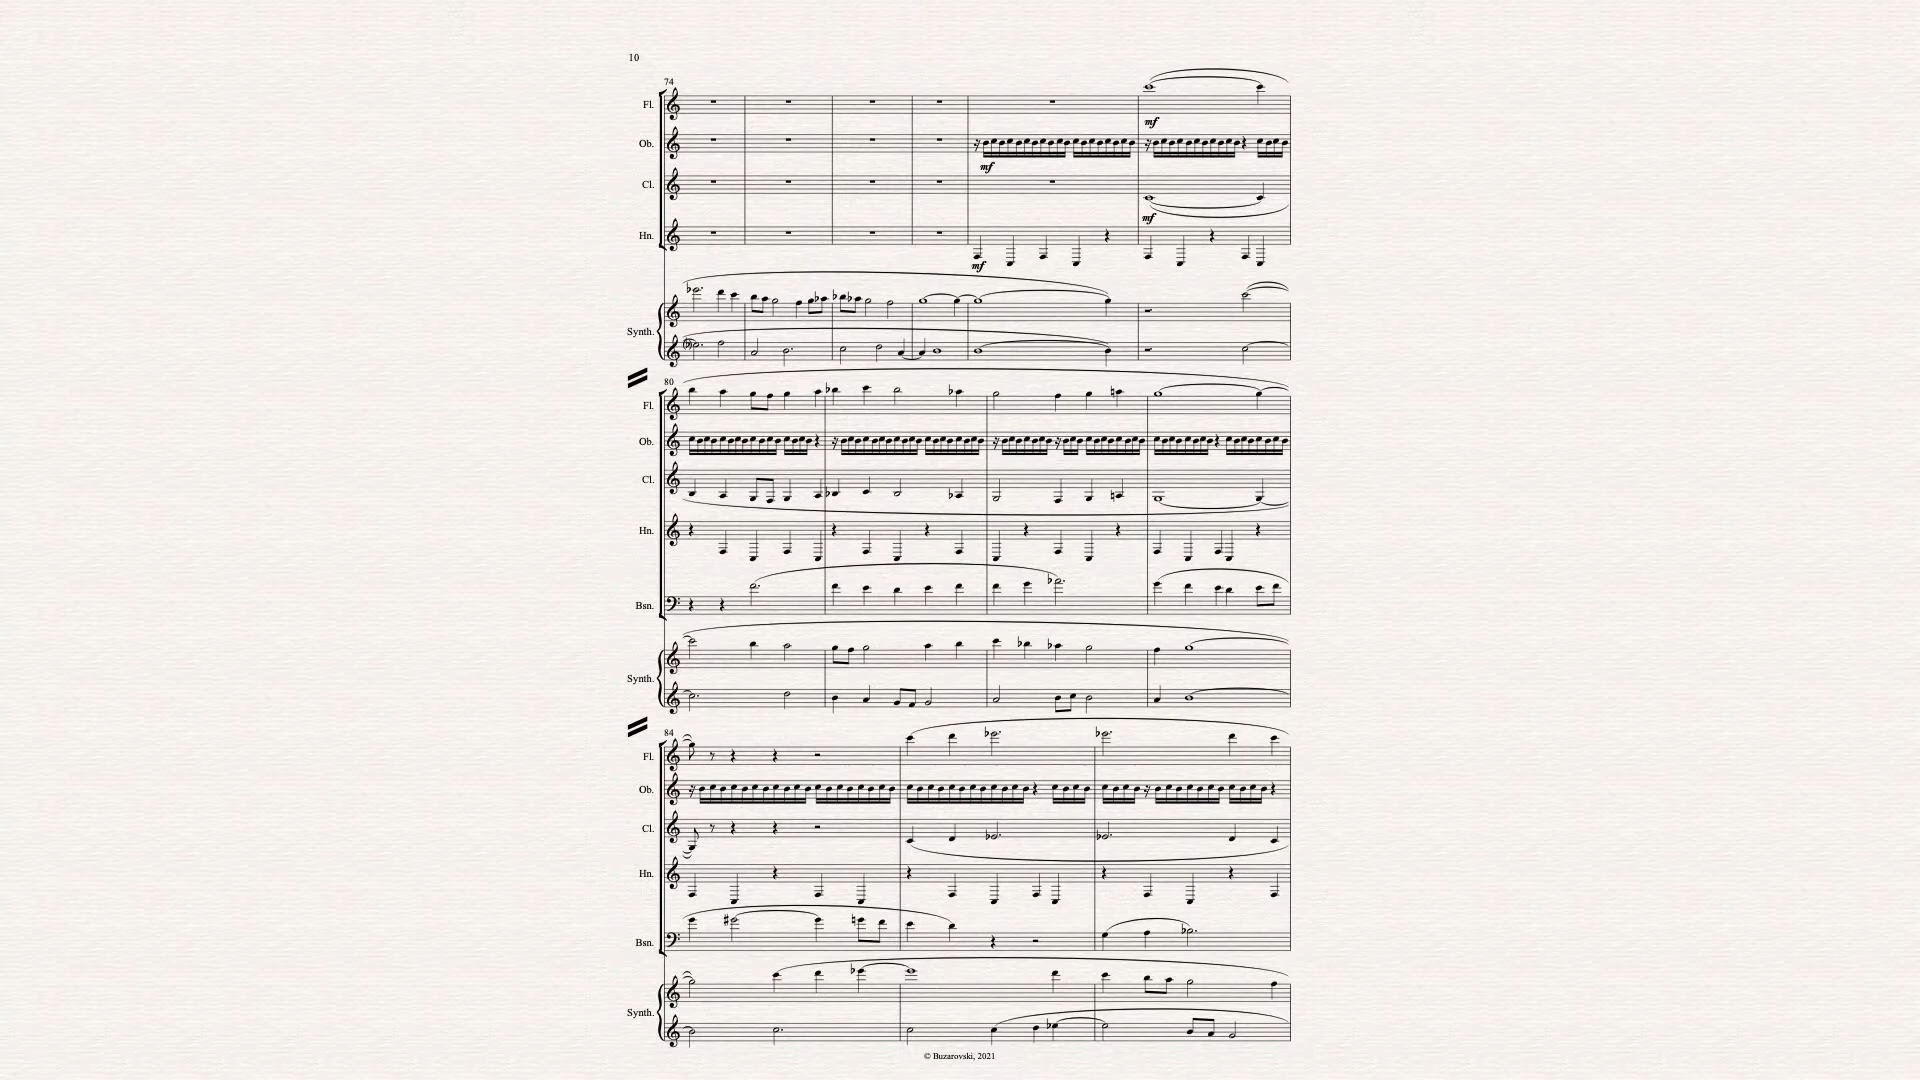 10
74
Fl.
mf
Ob.
mf
Cl.
mf
Hn.
mf
Synth.
80
Fl.
Ob.
Cl.
Hn.
Bsn.
Synth.
84
Fl.
Ob.
Cl.
Hn.
Bsn.
Synth.
© Buzarovski, 2021